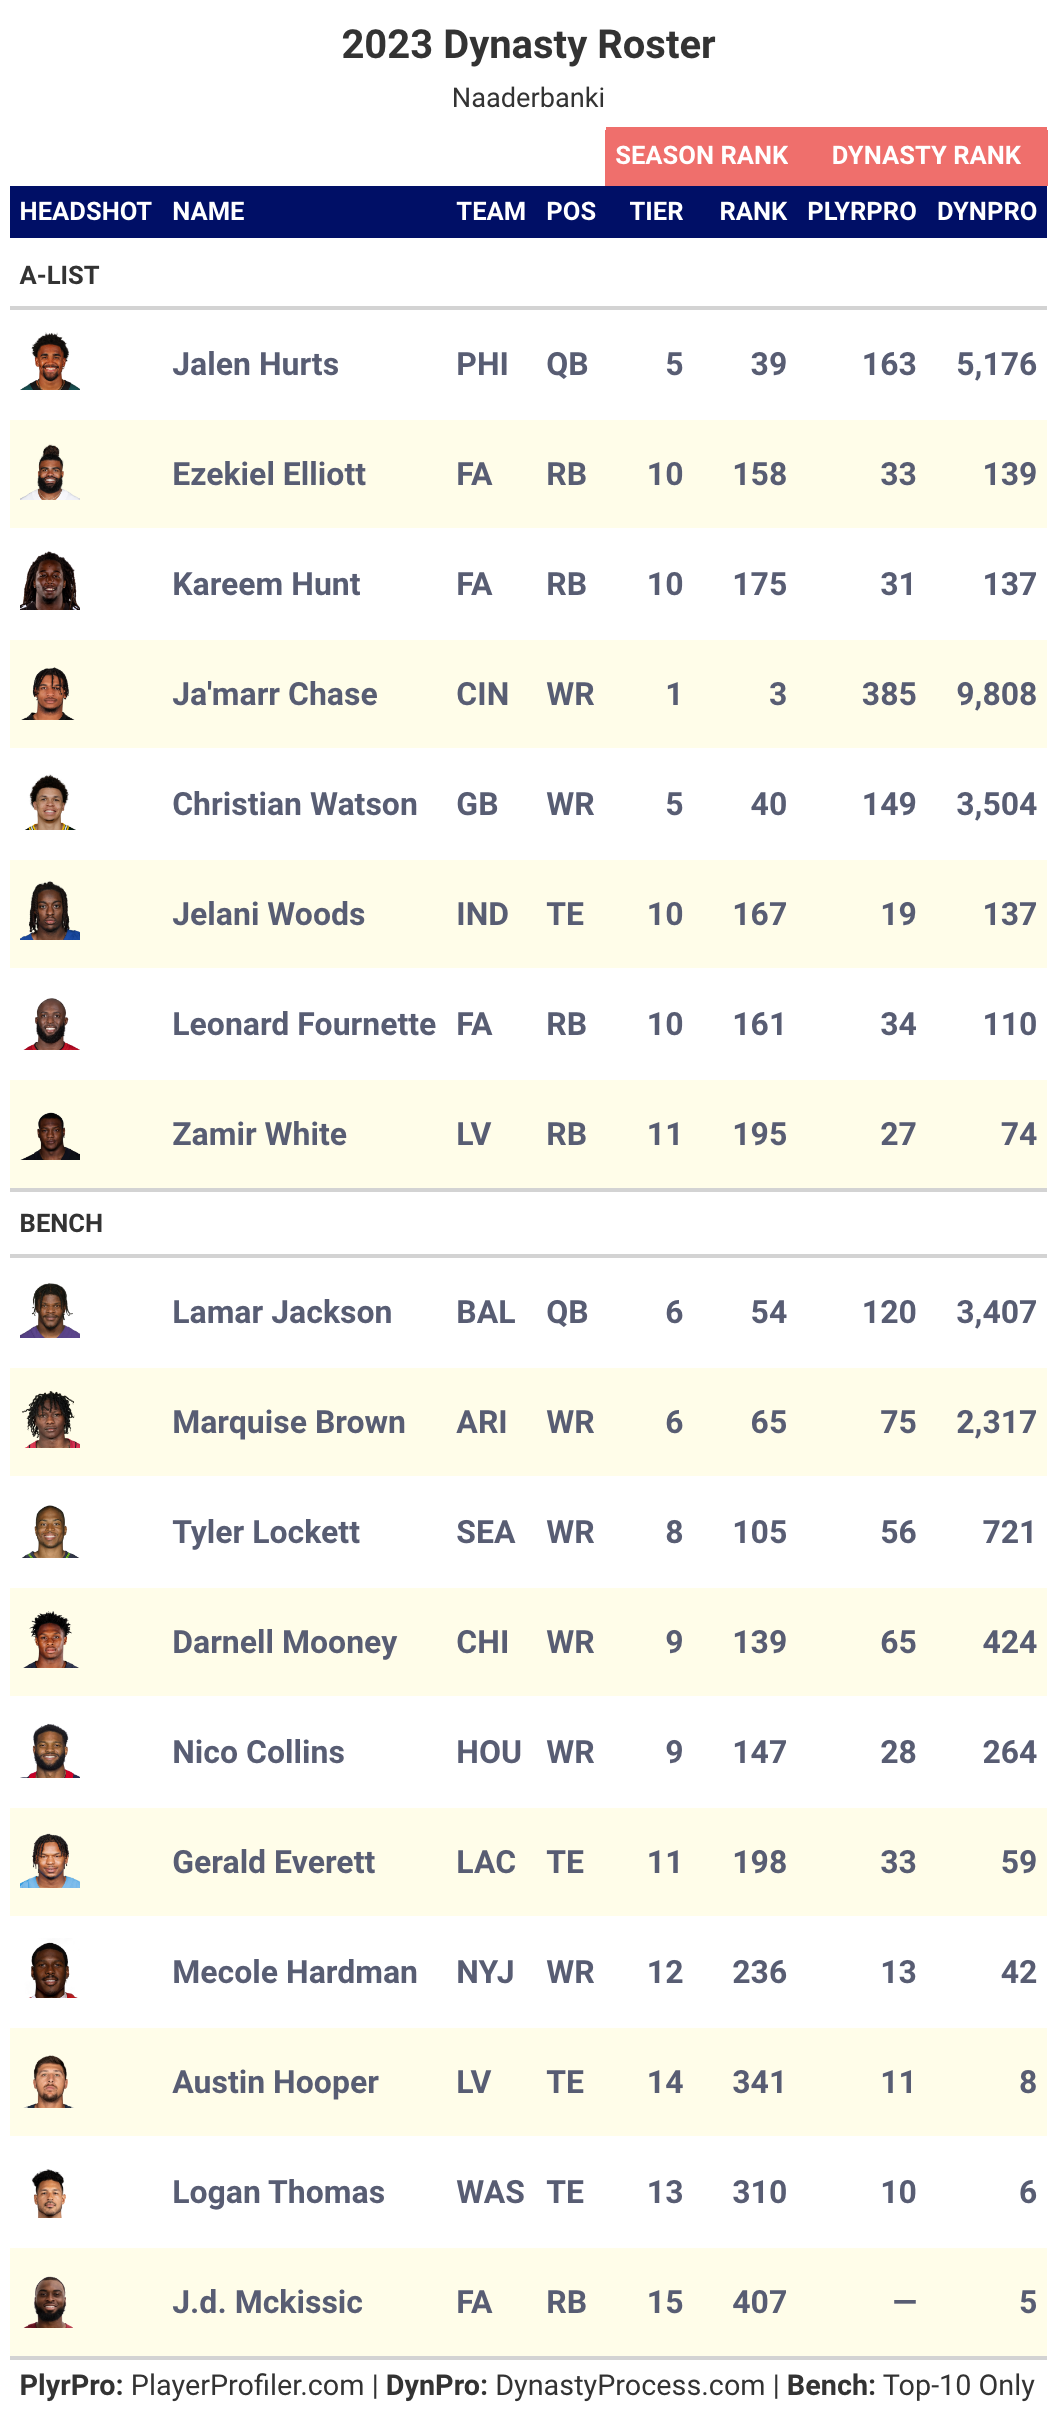 2023 Dynasty Roster
Naaderbanki
SEASON RANK DYNASTY RANK
HEADSHOT NAME TEAM POS TIER RANK PLYRPRO DYNPRO
A-LIST
Jalen Hurts PHI QB 5 39 163 5,176
Ezekiel Elliott FA RB 10 158 33 139
Kareem Hunt FA RB 10 175 31 137
Ja'marr Chase CIN WR 1 3 385 9,808
Christian Watson GB WR 5 40 149 3,504
Jelani Woods IND TE 10 167 19 137
Leonard Fournette FA RB 10 161 34 110
Zamir White LV RB 11 195 27 74
BENCH
Lamar Jackson BAL QB 6 54 120 3,407
Marquise Brown ARI WR 6 65 75 2,317
Tyler Lockett SEA WR 8 105 56 721
Darnell Mooney CHI WR 9 139 65 424
Nico Collins HOU WR 9 147 28 264
Gerald Everett LAC TE 11 198 33 59
Mecole Hardman NYJ WR 12 236 13 42
Austin Hooper LV TE 14 341 11 8
Logan Thomas WAS TE 13 310 10 6
J.d. Mckissic FA RB 15 407 — 5
PlyrPro: PlayerProfiler.com | DynPro: DynastyProcess.com | Bench: Top-10 Only